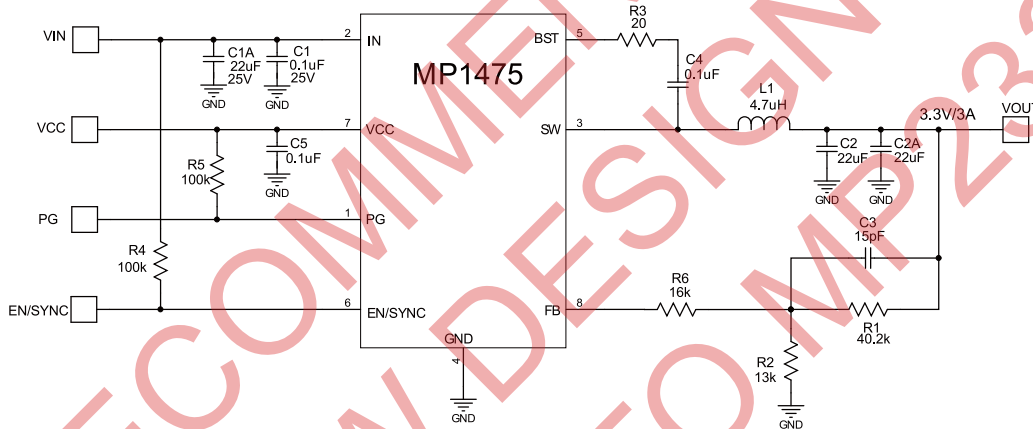 VIN
2
IN
C1A
22uF
25V
GND
C1
0.1uF
25V
GND
MP1475
BST
5
R3
20
C4
0.1uF
VCC
7
VCC
R5
100k
C5
0.1uF
GND
SW
3
L1
4.7uH
3.3V/3A
VOUT
C2
22uF
GND
C2A
22uF
GND
PG
1
PG
R4
100k
EN/SYNC
6
EN/SYNC
GND
4
GND
FB
8
R6
16k
C3
15pF
R1
40.2k
R2
13k
GND